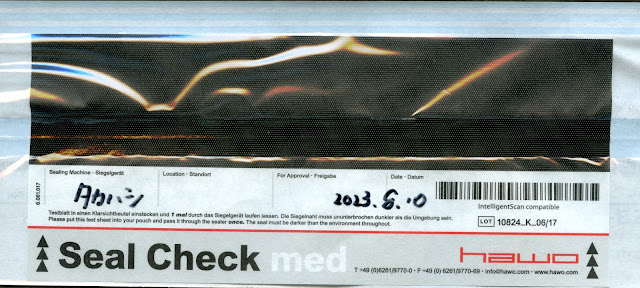 Sealing Machine - Siegelgerät
Location - Standort
For Approval - Freigabe
Date - Datum
タカハシ
2023.8.10
6.061.017
IntelligentScan compatible
LOT 10824_K_06/17
Testblatt in einen Klarsichtbeutel einstecken und 1 mal durch das Siegelgerät laufen lassen. Die Siegelnaht muss ununterbrochen dunkler als die Umgebung sein.
Please put this test sheet into your pouch and pass it through the sealer once. The seal must be darker than the environment throughout.
Seal Check med
hawo
T +49 (0)6261/9770-0 · F +49 (0) 6261/9770-69 · info@hawo.com · www.hawo.com